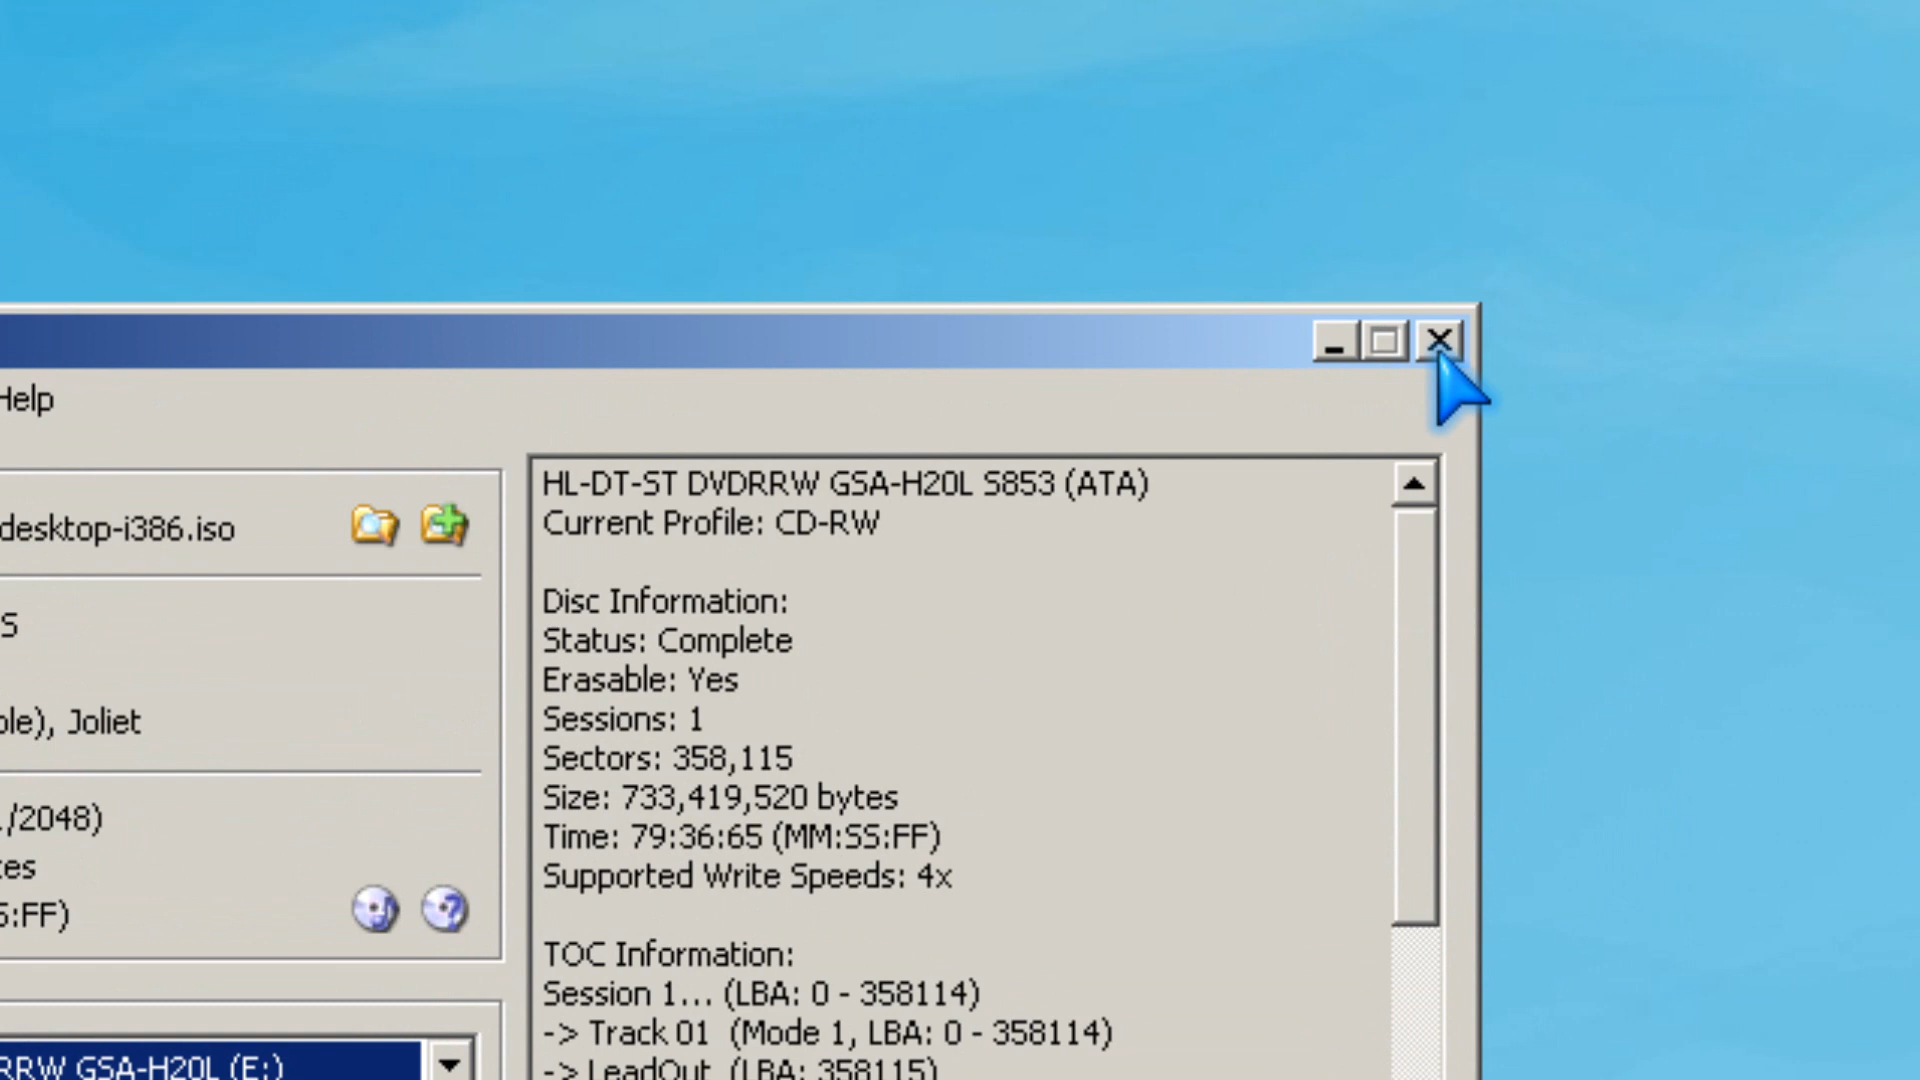 Help
desktop-i386.iso
S
ole), Joliet
/2048)
tes
S:FF)
RRW GSA-H20L (E:)
HL-DT-ST DVDRRW GSA-H20L S853 (ATA)
Current Profile: CD-RW
Disc Information:
Status: Complete
Erasable: Yes
Sessions: 1
Sectors: 358,115
Size: 733,419,520 bytes
Time: 79:36:65 (MM:SS:FF)
Supported Write Speeds: 4x
TOC Information:
Session 1... (LBA: 0 - 358114)
-> Track 01 (Mode 1, LBA: 0 - 358114)
-> LeadOut (LBA: 358115)